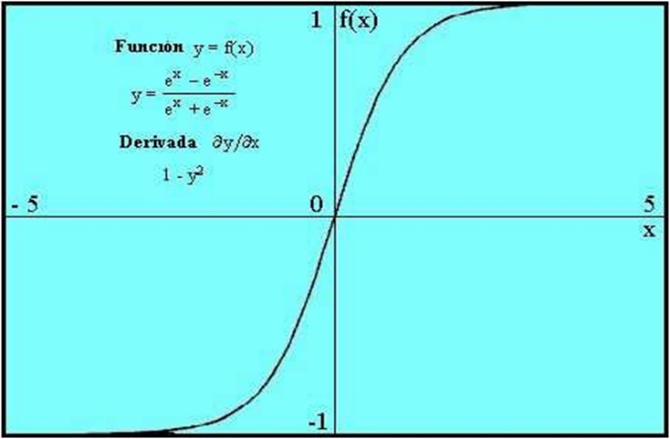 1 f(x)
Función y = f(x)
y = e^x − e^-x / e^x + e^-x
Derivada ∂y/∂x
1 - y²
- 5 0 5
x
-1